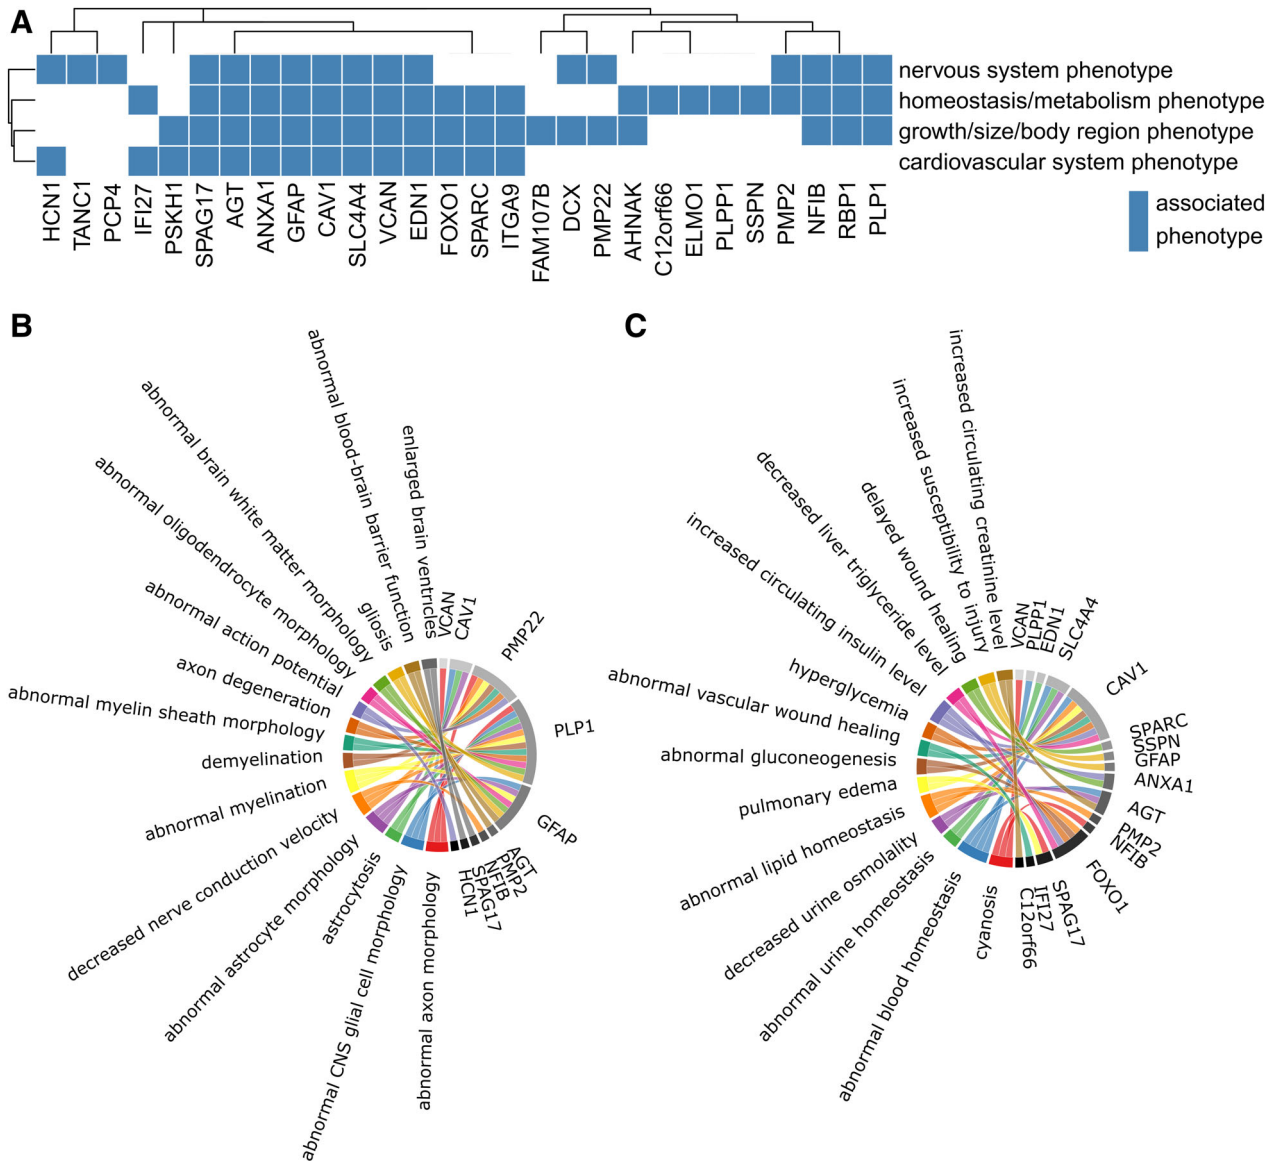 A
nervous system phenotype
homeostasis/metabolism phenotype
growth/size/body region phenotype
cardiovascular system phenotype
HCN1
TANC1
PCP4
IFI27
PSKH1
SPAG17
AGT
ANXA1
GFAP
CAV1
SLC4A4
VCAN
EDN1
FOXO1
SPARC
ITGA9
FAM107B
DCX
PMP22
AHNAK
C12orf66
ELMO1
PLPP1
SSPN
PMP2
NFIB
RBP1
PLP1
associated
phenotype
B
enlarged brain ventricles
abnormal blood-brain barrier function
gliosis
abnormal brain white matter morphology
abnormal oligodendrocyte morphology
abnormal action potential
axon degeneration
abnormal myelin sheath morphology
demyelination
abnormal myelination
decreased nerve conduction velocity
abnormal astrocyte morphology
astrocytosis
abnormal CNS glial cell morphology
abnormal axon morphology
VCAN
CAV1
PMP22
PLP1
GFAP
AGT
PMP2
NFIB
SPAG17
HCN1
C
increased circulating creatinine level
increased susceptibility to injury
delayed wound healing
decreased liver triglyceride level
increased circulating insulin level
hyperglycemia
abnormal vascular wound healing
abnormal gluconeogenesis
pulmonary edema
abnormal lipid homeostasis
decreased urine osmolality
abnormal urine homeostasis
abnormal blood homeostasis
cyanosis
VCAN
PLPP1
EDN1
SLC4A4
CAV1
SPARC
SSPN
GFAP
ANXA1
AGT
PMP2
NFIB
FOXO1
SPAG17
IFI27
C12orf66